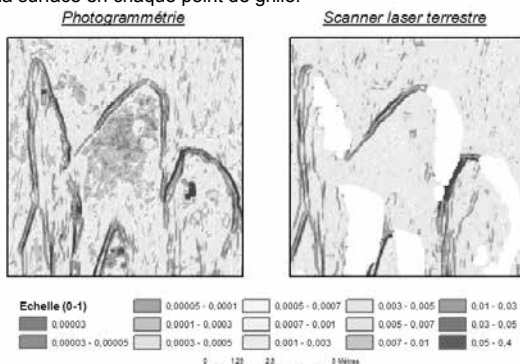 la surface en chaque point de grille.
Photogrammétrie Scanner laser terrestre
Echelle (0-1)
0,00005 - 0,0001 0,0005 - 0,0007 0,003 - 0,005 0,01 - 0,03
0,00003 0,0001 - 0,0003 0,0007 - 0,001 0,005 - 0,007 0,03 - 0,05
0,00003 - 0,00005 0,0003 - 0,0005 0,001 - 0,003 0,007 - 0,01 0,05 - 0,4
0 1,25 2,5 5 Mètres